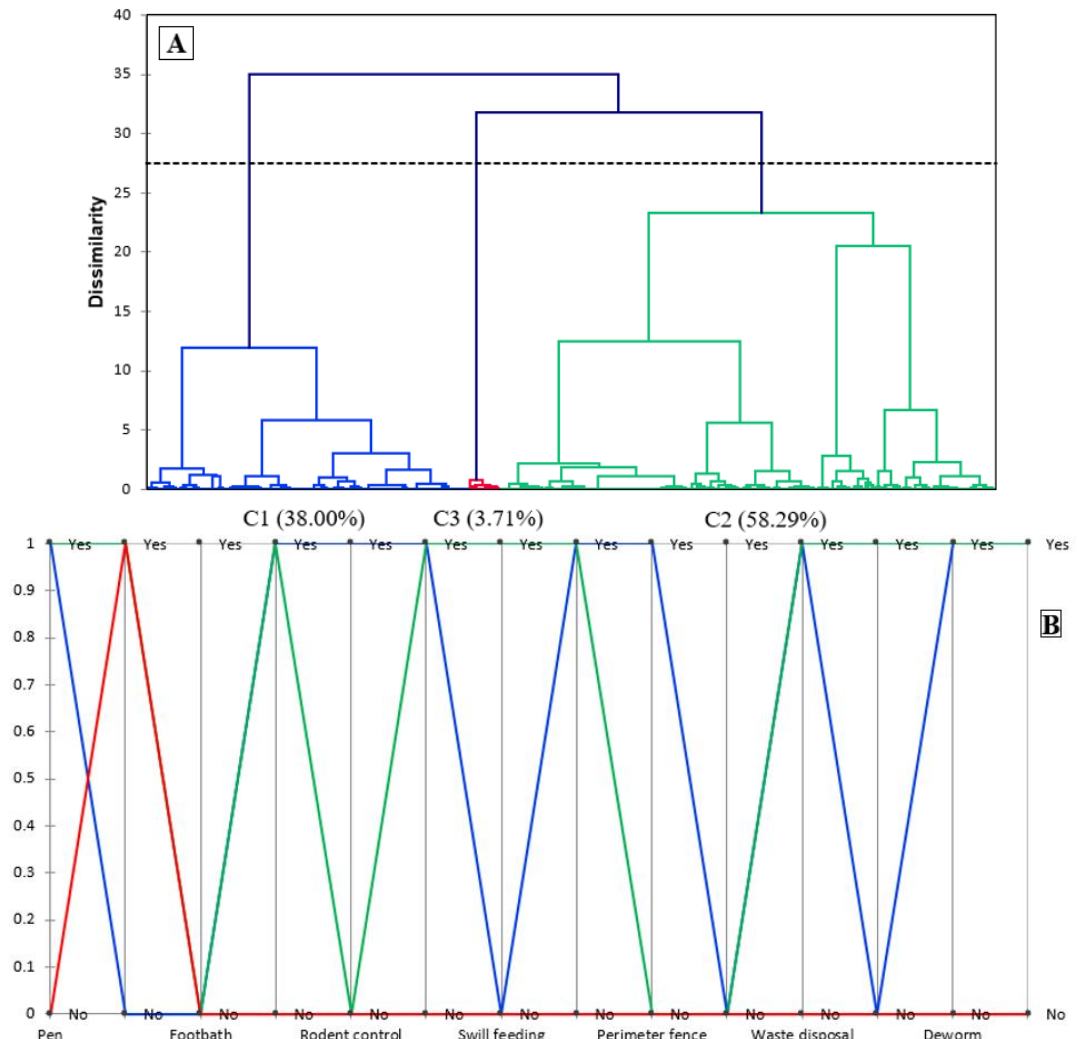 40
A
35
30
25
20
15
10
5
0
Dissimilarity
C1 (38.00%) C3 (3.71%) C2 (58.29%)
1 Yes Yes Yes Yes Yes Yes Yes Yes Yes Yes Yes Yes Yes Yes
0.9
0.8
B
0.7
0.6
0.5
0.4
0.3
0.2
0.1
0 No No No No No No No No No No No No No No
Pen Footbath Rodent control Swill feeding Perimeter fence Waste disposal Deworm